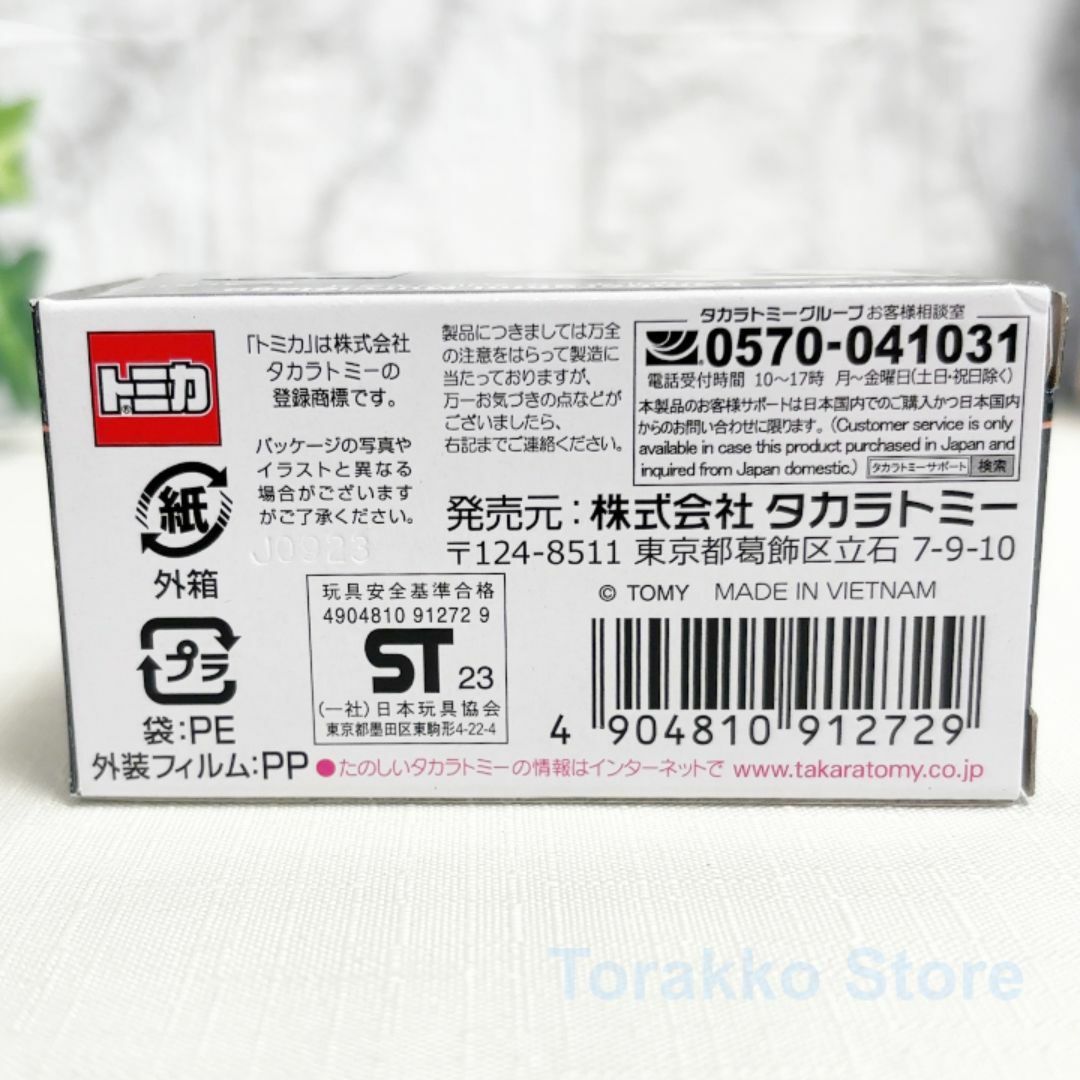 トミカ®
「トミカ」は株式会社
タカラトミーの
登録商標です。
パッケージの写真や
イラストと異なる
場合がございます
がご了承ください。
J0923
製品につきましては万全
の注意をはらって製造に
当たっておりますが、
万一お気づきの点などが
ございましたら、
右記までご連絡ください。
タカラトミーグループお客様相談室
0570-041031
電話受付時間 10〜17時 月〜金曜日(土日・祝日除く)
本製品のお客様サポートは日本国内でのご購入かつ日本国内
からのお問い合わせに限ります。(Customer service is only
available in case this product purchased in Japan and
inquired from Japan domestic.) タカラトミーサポート 検索
発売元:株式会社 タカラトミー
〒124-8511 東京都葛飾区立石 7-9-10
© TOMY MADE IN VIETNAM
紙
外箱
プラ
袋:PE
外装フィルム:PP
玩具安全基準合格
4904810 91272 9
ST 23
(一社)日本玩具協会
東京都墨田区東駒形4-22-4
4 904810 912729
●たのしいタカラトミーの情報はインターネットで www.takaratomy.co.jp
Torakko Store